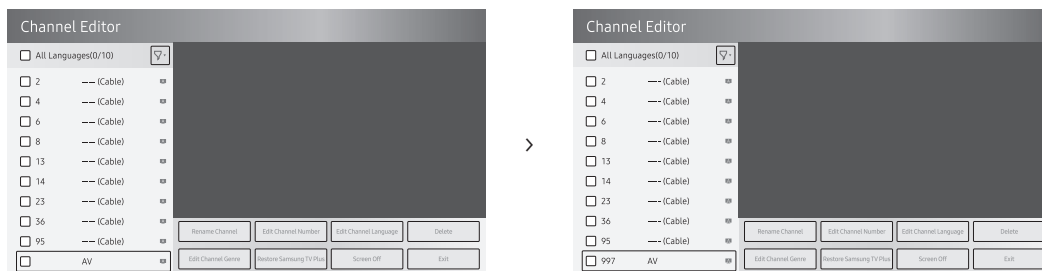 Channel Editor
All Languages(0/10)
2 –– (Cable)
4 –– (Cable)
6 –– (Cable)
8 –– (Cable)
13 –– (Cable)
14 –– (Cable)
23 –– (Cable)
36 –– (Cable)
95 –– (Cable)
AV
Rename Channel Edit Channel Number Edit Channel Language Delete
Edit Channel Genre Restore Samsung TV Plus Screen Off Exit
>
Channel Editor
All Languages(0/10)
2 –-- (Cable)
4 –-- (Cable)
6 –-- (Cable)
8 –-- (Cable)
13 –-- (Cable)
14 –-- (Cable)
23 –-- (Cable)
36 –-- (Cable)
95 –-- (Cable)
997 AV
Rename Channel Edit Channel Number Edit Channel Language Delete
Edit Channel Genre Restore Samsung TV Plus Screen Off Exit